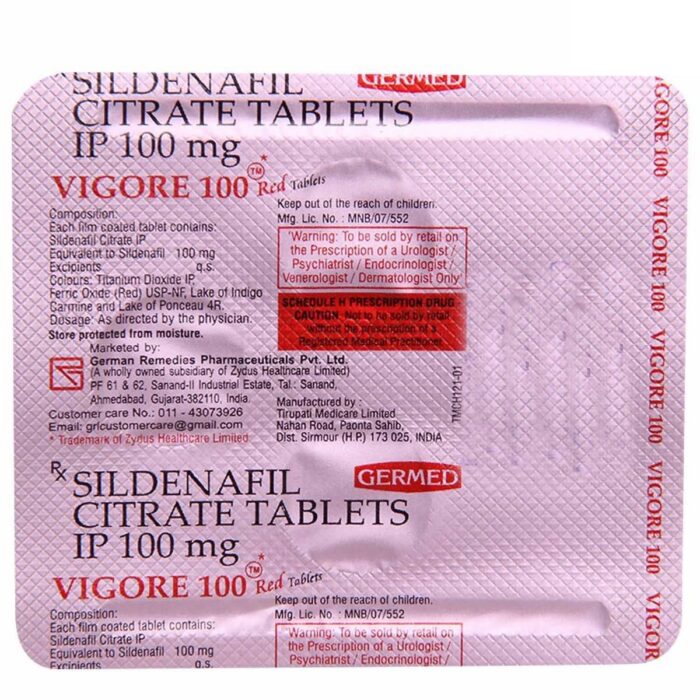 Rx SILDENAFIL
GERMED
CITRATE TABLETS
IP 100 mg
VIGORE 100 TM* Red Tablets
Composition:
Each film coated tablet contains:
Sildenafil Citrate IP
Equivalent to Sildenafil 100 mg
Excipients q.s.
Colours: Titanium Dioxide IP,
Ferric Oxide (Red) USP-NF, Lake of Indigo
Carmine and Lake of Ponceau 4R.
Dosage: As directed by the physician.
Store protected from moisture.
Marketed by:
German Remedies Pharmaceuticals Pvt. Ltd.
(A wholly owned subsidiary of Zydus Healthcare Limited)
PF 61 & 62, Sanand-II Industrial Estate, Tal.: Sanand,
Ahmedabad, Gujarat-382110, India.
Customer care No.: 011 - 43073926
Email: grlcustomercare@gmail.com
* Trademark of Zydus Healthcare Limited
Keep out of the reach of children.
Mfg. Lic. No. : MNB/07/552
"Warning: To be sold by retail on
the Prescription of a Urologist /
Psychiatrist / Endocrinologist /
Venerologist / Dermatologist Only"
SCHEDULE H PRESCRIPTION DRUG
CAUTION: Not to be sold by retail
without the prescription of a
Registered Medical Practitioner
Manufactured by :
Tirupati Medicare Limited
Nahan Road, Paonta Sahib,
Dist. Sirmour (H.P.) 173 025, INDIA
TMCH121-01
Rx SILDENAFIL
GERMED
CITRATE TABLETS
IP 100 mg
VIGORE 100 TM* Red Tablets
Composition:
Each film coated tablet contains:
Sildenafil Citrate IP
Equivalent to Sildenafil 100 mg
Excipients q.s.
Keep out of the reach of children.
Mfg. Lic. No. : MNB/07/552
"Warning: To be sold by retail on
the Prescription of a Urologist /
Psychiatrist / Endocrinologist /
GORE 100 VIGORE 100 VIGORE 100 VIGORE 100 VIGOR